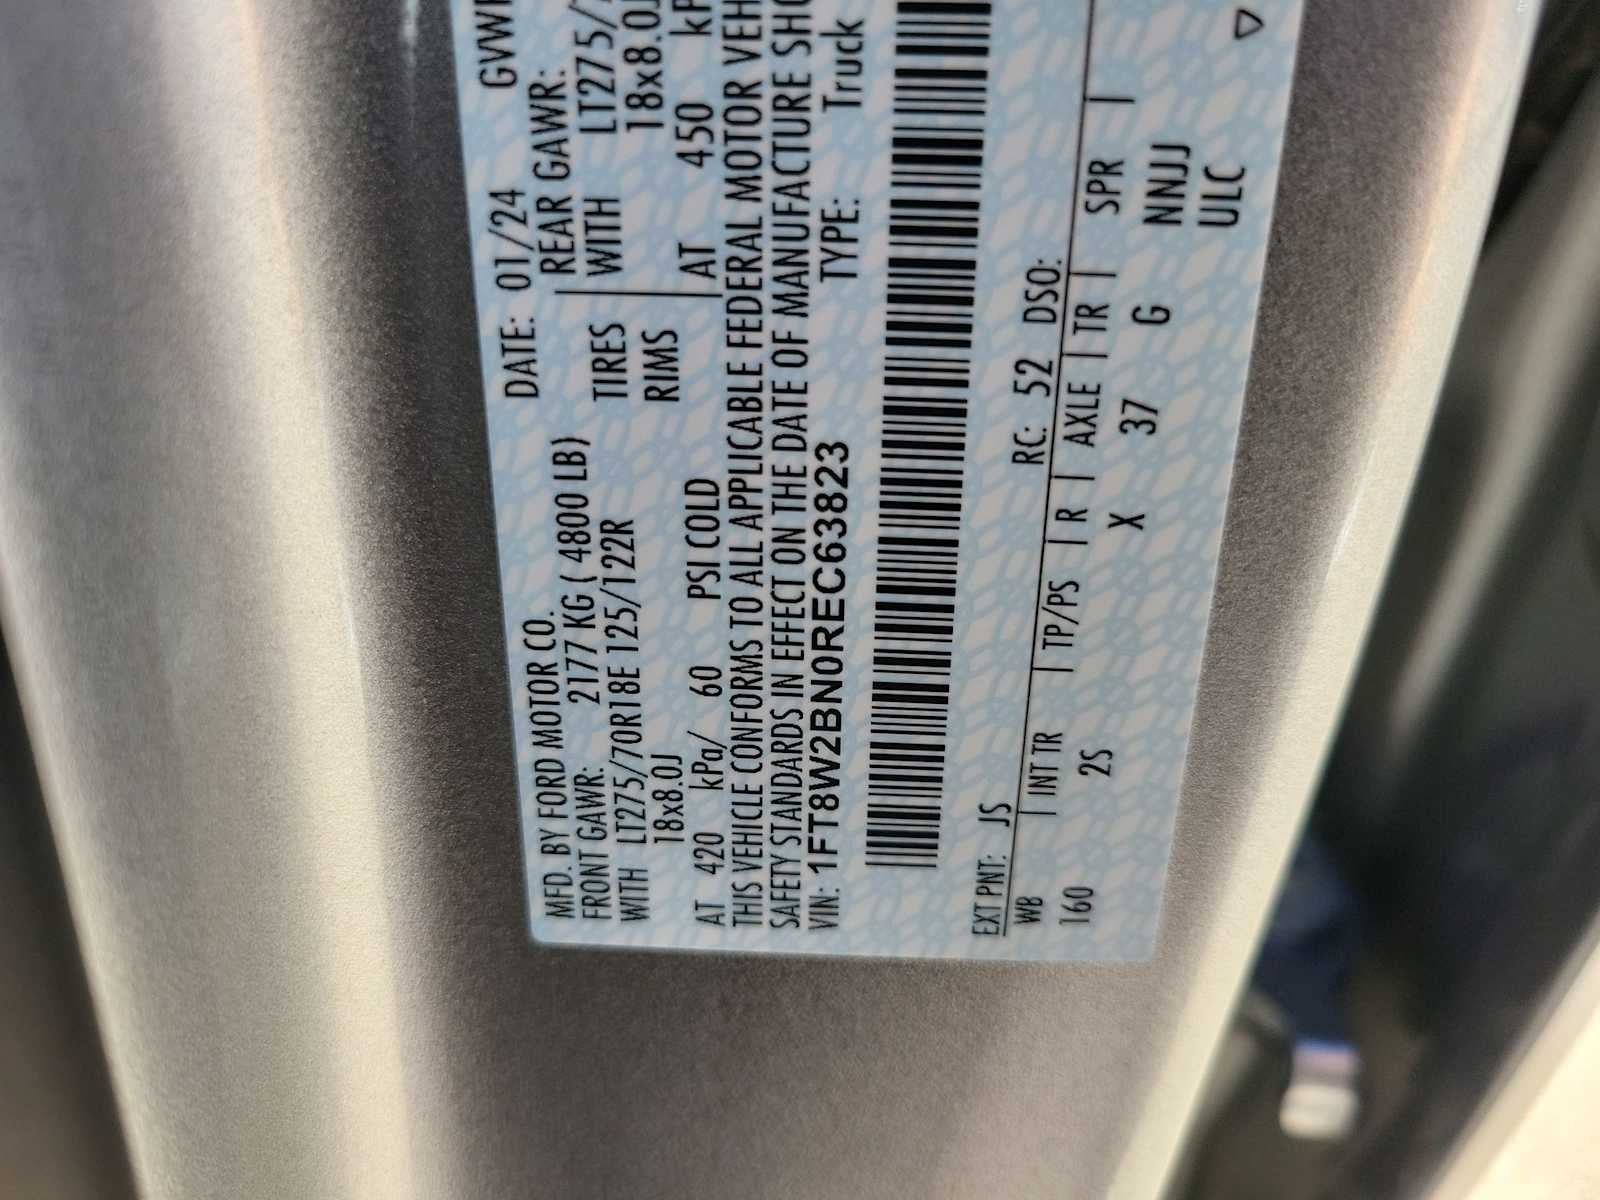 MFD. BY FORD MOTOR CO.
DATE: 01/24
FRONT GAWR: 2177 KG ( 4800 LB)
REAR GAWR:
WITH LT275/70R18E 125/122R
TIRES
WITH LT275/
18x8.0J
RIMS
18x8.0J
AT 420 kPa/ 60 PSI COLD
AT 450
THIS VEHICLE CONFORMS TO ALL APPLICABLE FEDERAL MOTOR
SAFETY STANDARDS IN EFFECT ON THE DATE OF MANUFACTURE
VIN: 1FT8W2BN0REC63823
TYPE: Truck
EXT PNT: JS
RC: 52 DSO:
WB | INT TR | TP/PS | R | AXLE | TR | SPR |
160 2S X 37 G NNJJ
ULC